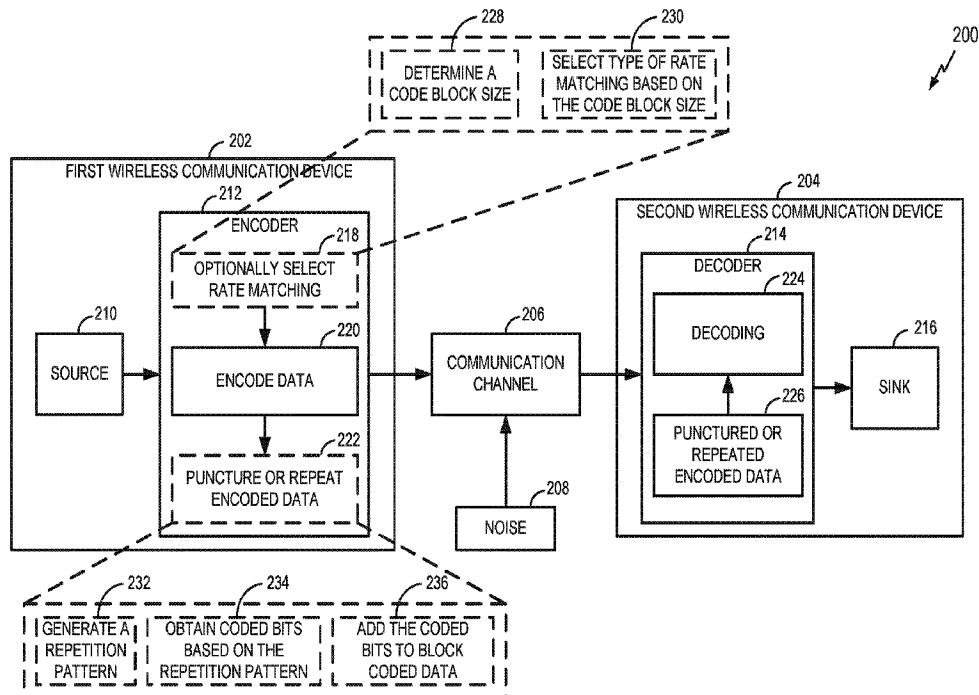 228
230
200
DETERMINE A
CODE BLOCK SIZE
SELECT TYPE OF RATE
MATCHING BASED ON
THE CODE BLOCK SIZE
202
FIRST WIRELESS COMMUNICATION DEVICE
212
ENCODER
218
OPTIONALLY SELECT
RATE MATCHING
210
SOURCE
220
ENCODE DATA
222
PUNCTURE OR REPEAT
ENCODED DATA
206
COMMUNICATION
CHANNEL
208
NOISE
204
SECOND WIRELESS COMMUNICATION DEVICE
214
DECODER
224
DECODING
226
PUNCTURED OR
REPEATED
ENCODED DATA
216
SINK
232
234
236
GENERATE A
REPETITION
PATTERN
OBTAIN CODED BITS
BASED ON THE
REPETITION PATTERN
ADD THE CODED
BITS TO BLOCK
CODED DATA